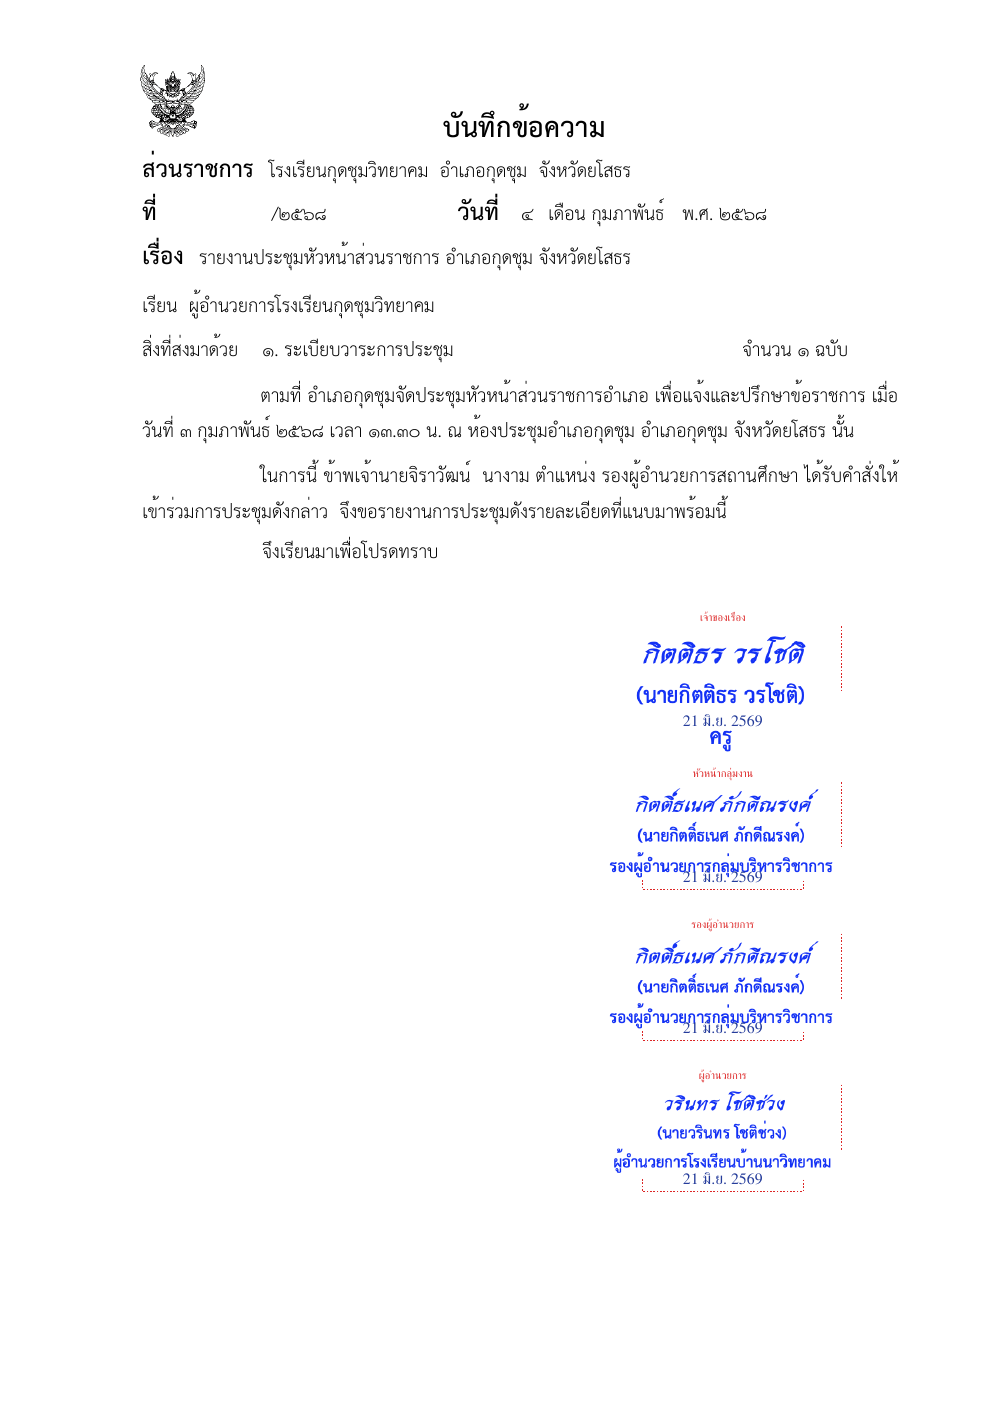 บันทึกข้อความ
ส่วนราชการ โรงเรียนกุดชุมวิทยาคม อำเภอกุดชุม จังหวัดยโสธร
ที่ /๒๕๖๘ วันที่ ๔ เดือน กุมภาพันธ์ พ.ศ. ๒๕๖๘
เรื่อง รายงานประชุมหัวหน้าส่วนราชการ อำเภอกุดชุม จังหวัดยโสธร
เรียน ผู้อำนวยการโรงเรียนกุดชุมวิทยาคม
สิ่งที่ส่งมาด้วย ๑. ระเบียบวาระการประชุม จำนวน ๑ ฉบับ
ตามที่ อำเภอกุดชุมจัดประชุมหัวหน้าส่วนราชการอำเภอ เพื่อแจ้งและปรึกษาข้อราชการ เมื่อ
วันที่ ๓ กุมภาพันธ์ ๒๕๖๘ เวลา ๑๓.๓๐ น. ณ ห้องประชุมอำเภอกุดชุม อำเภอกุดชุม จังหวัดยโสธร นั้น
ในการนี้ ข้าพเจ้านายจิราวัฒน์ นางาม ตำแหน่ง รองผู้อำนวยการสถานศึกษา ได้รับคำสั่งให้
เข้าร่วมการประชุมดังกล่าว จึงขอรายงานการประชุมดังรายละเอียดที่แนบมาพร้อมนี้
จึงเรียนมาเพื่อโปรดทราบ
เจ้าของเรื่อง
กิตติธร วรโชติ
(นายกิตติธร วรโชติ)
21 มิ.ย. 2569
ครู
หัวหน้ากลุ่มงาน
กิตติ์ธเนศ ภักดีณรงค์
(นายกิตติ์ธเนศ ภักดีณรงค์)
รองผู้อำนวยการกลุ่มบริหารวิชาการ
21 มิ.ย. 2569
รองผู้อำนวยการ
กิตติ์ธเนศ ภักดีณรงค์
(นายกิตติ์ธเนศ ภักดีณรงค์)
รองผู้อำนวยการกลุ่มบริหารวิชาการ
21 มิ.ย. 2569
ผู้อำนวยการ
วรินทร โชติช่วง
(นายวรินทร โชติช่วง)
ผู้อำนวยการโรงเรียนบ้านนาวิทยาคม
21 มิ.ย. 2569